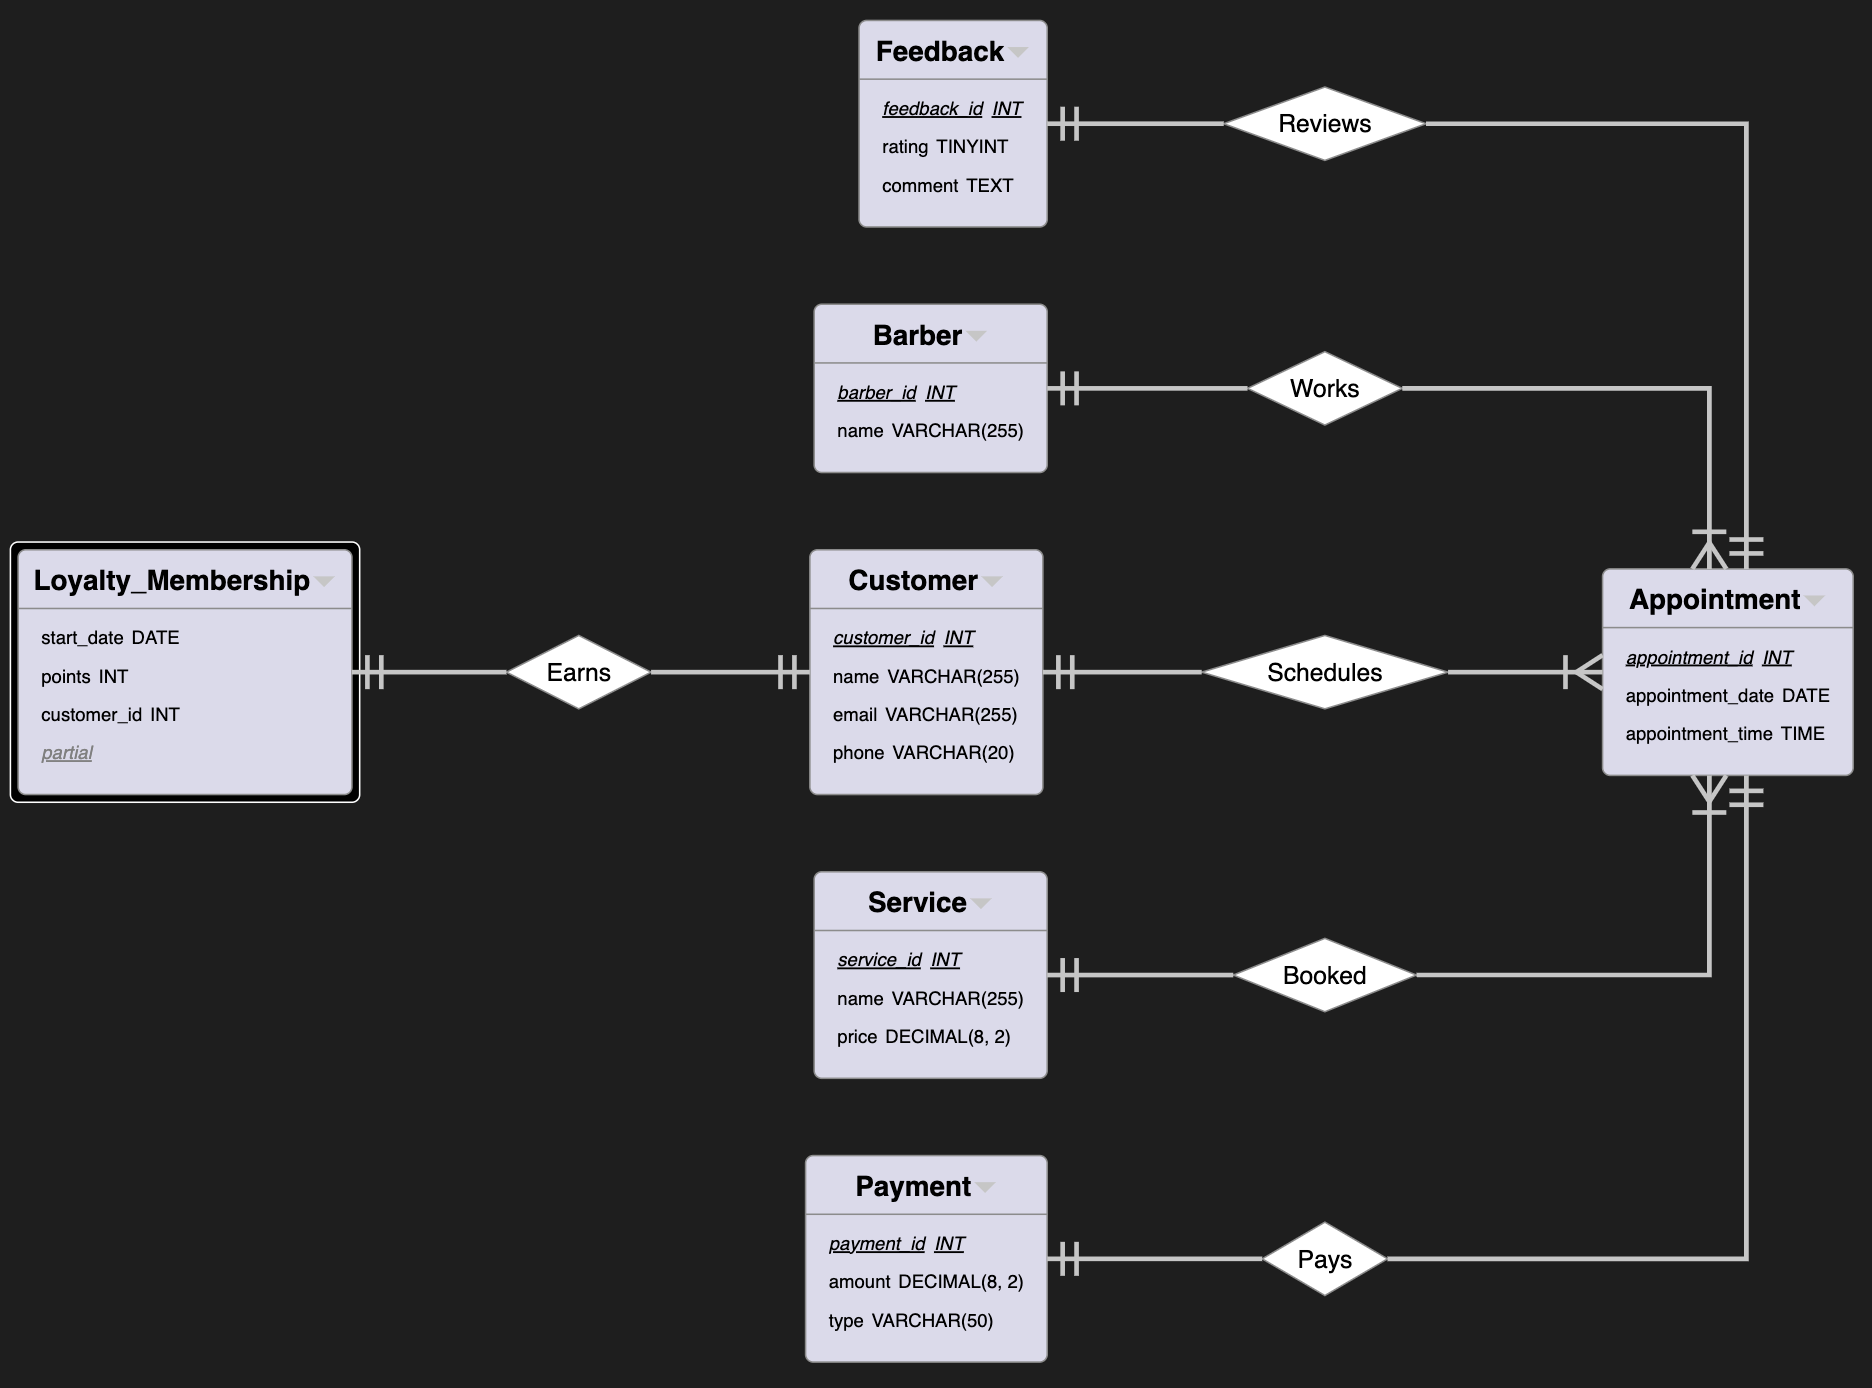 Feedback
feedback_id INT
rating TINYINT
comment TEXT
Reviews
Barber
barber_id INT
name VARCHAR(255)
Works
Loyalty_Membership
start_date DATE
points INT
customer_id INT
partial
Earns
Customer
customer_id INT
name VARCHAR(255)
email VARCHAR(255)
phone VARCHAR(20)
Schedules
Appointment
appointment_id INT
appointment_date DATE
appointment_time TIME
Service
service_id INT
name VARCHAR(255)
price DECIMAL(8, 2)
Booked
Payment
payment_id INT
amount DECIMAL(8, 2)
type VARCHAR(50)
Pays